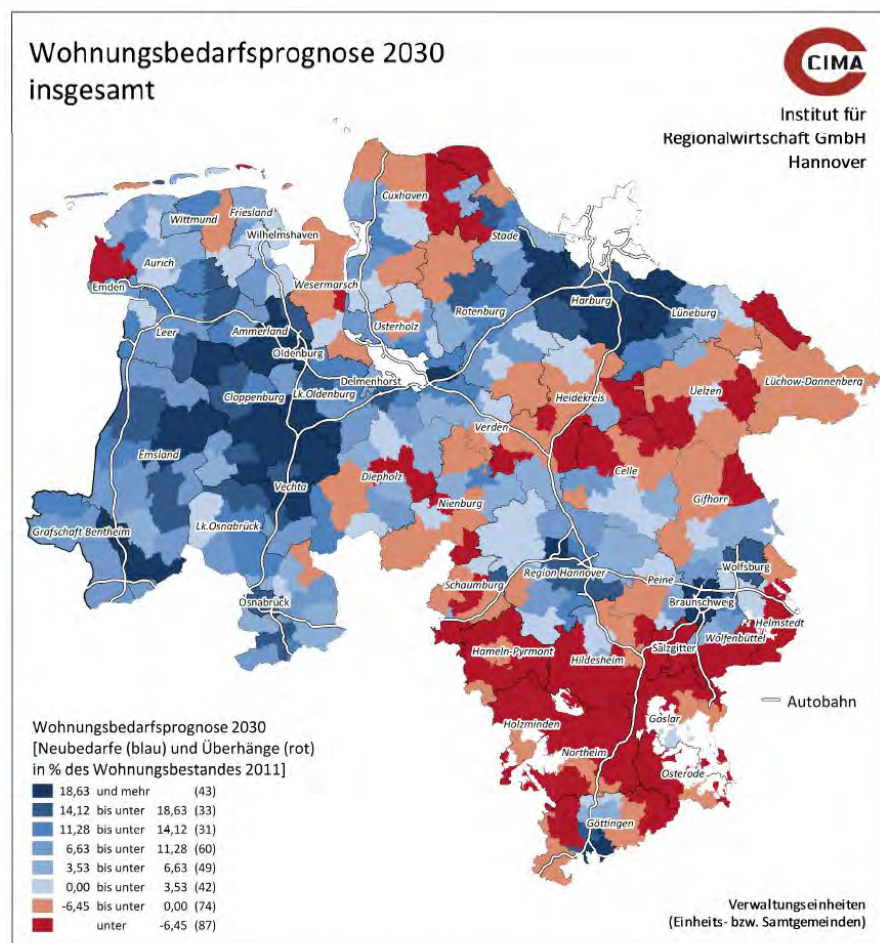 Wohnungsbedarfsprognose 2030
insgesamt
CIMA
Institut für
Regionalwirtschaft GmbH
Hannover
Cuxhaven
Wittmund
Friesland
Wilhelmshaven
Stade
Aurich
Emden
Wesermarsch
Harburg
Rotenburg
Lüneburg
Leer
Ammerland
Osterholz
Oldenburg
Delmenhorst
Uelzen
Lüchow-Dannenberg
Heidekreis
Cloppenburg
Lk.Oldenburg
Verden
Emsland
Celle
Diepholz
Vechta
Gifhorn
Nienburg
Lk.Osnabrück
Grafschaft Bentheim
Region Hannover
Wolfsburg
Peine
Schaumburg
Osnabrück
Braunschweig
Helmstedt
Wolfenbüttel
Hameln-Pyrmont
Hildesheim
Salzgitter
Autobahn
Goslar
Holzminden
Northeim
Osterode
Göttingen
Wohnungsbedarfsprognose 2030
[Neubedarfe (blau) und Überhänge (rot)
in % des Wohnungsbestandes 2011]
18,63 und mehr (43)
14,12 bis unter 18,63 (33)
11,28 bis unter 14,12 (31)
6,63 bis unter 11,28 (60)
3,53 bis unter 6,63 (49)
0,00 bis unter 3,53 (42)
-6,45 bis unter 0,00 (74)
unter -6,45 (87)
Verwaltungseinheiten
(Einheits- bzw. Samtgemeinden)